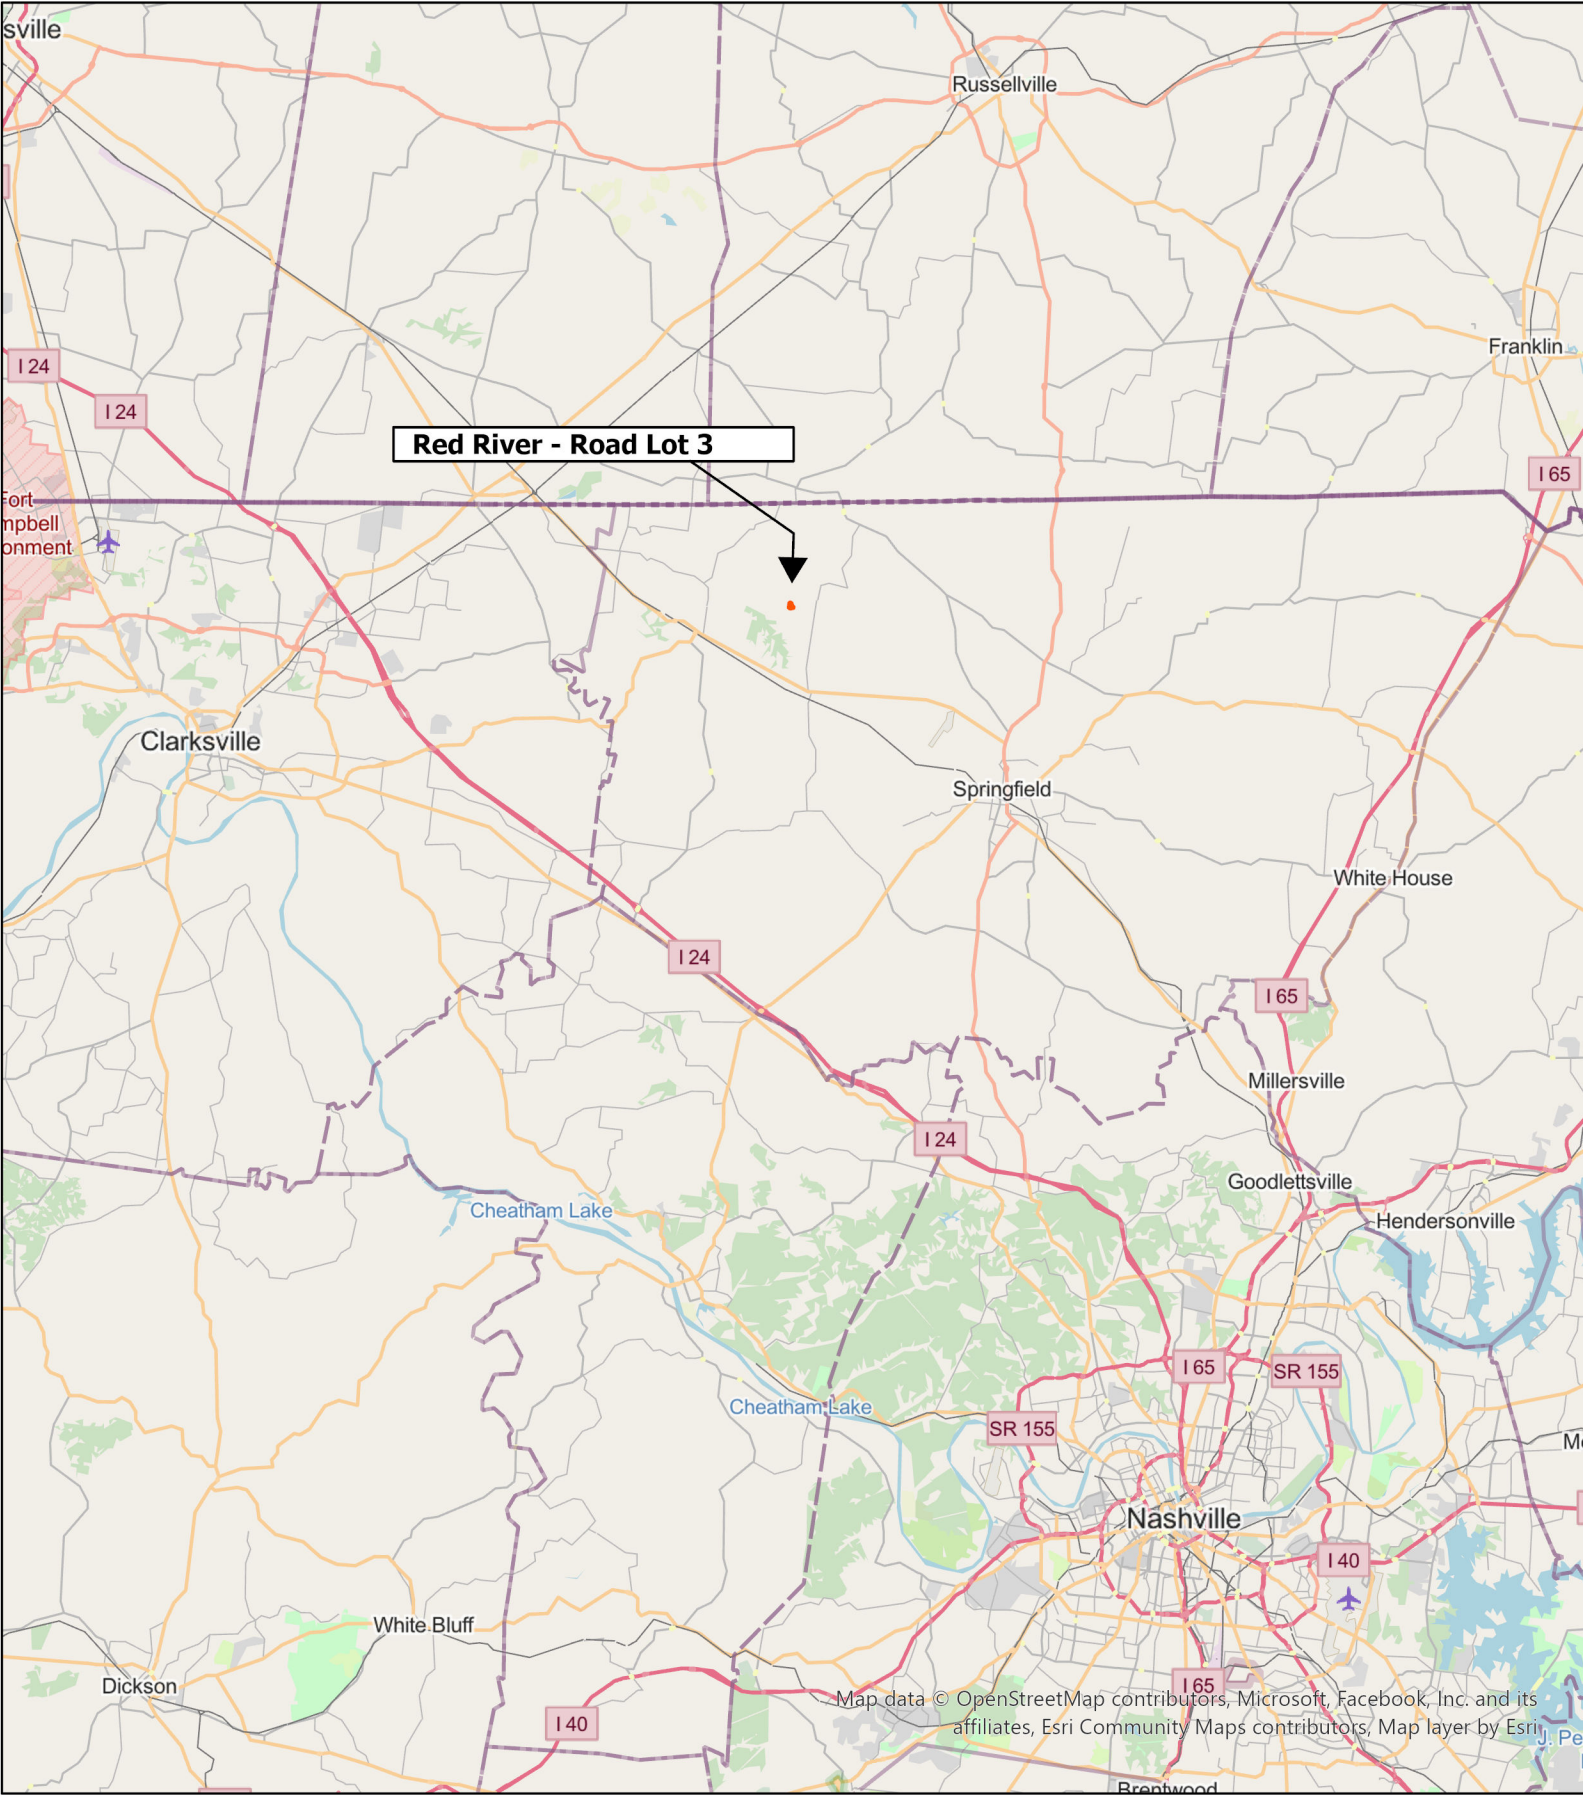 sville
Russellville
Franklin
I 24
I 24
Red River - Road Lot 3
I 65
Fort
mpbell
onment
Clarksville
Springfield
White House
I 24
I 65
Millersville
I 24
Goodlettsville
Cheatham Lake
Hendersonville
I 65
SR 155
Cheatham Lake
SR 155
Nashville
I 40
White Bluff
Dickson
I 65
I 40
Map data © OpenStreetMap contributors, Microsoft, Facebook, Inc. and its
affiliates, Esri Community Maps contributors, Map layer by Esri
J. Pe
Brentwood